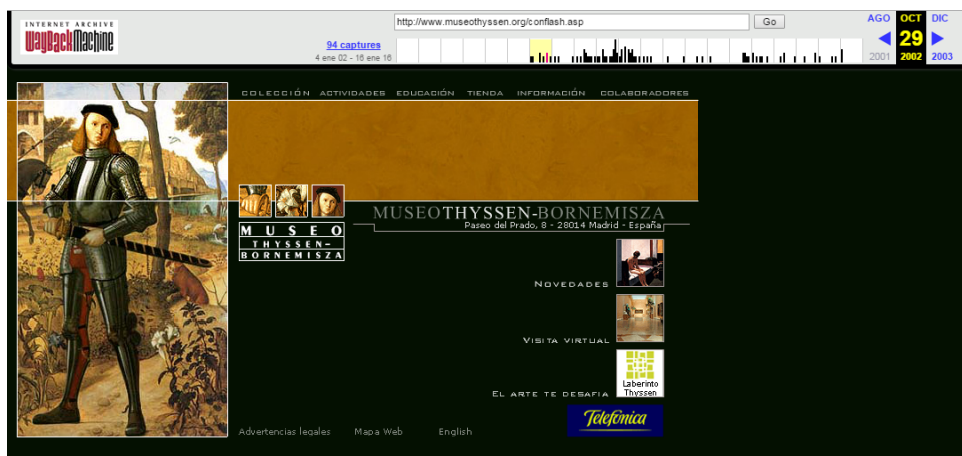 INTERNET ARCHIVE
WayBackMachine
http://www.museothyssen.org/conflash.asp
Go
94 captures
4 ene 02 - 16 ene 16
AGO OCT DIC
29
2001 2002 2003
COLECCIÓN ACTIVIDADES EDUCACIÓN TIENDA INFORMACIÓN COLABORADORES
MUSEO
THYSSEN-
BORNEMISZA
MUSEOTHYSSEN-BORNEMISZA
Paseo del Prado, 8 - 28014 Madrid - España
NOVEDADES
VISITA VIRTUAL
EL ARTE TE DESAFIA
Laberinto
Thyssen
Telefónica
Advertencias legales Mapa Web English